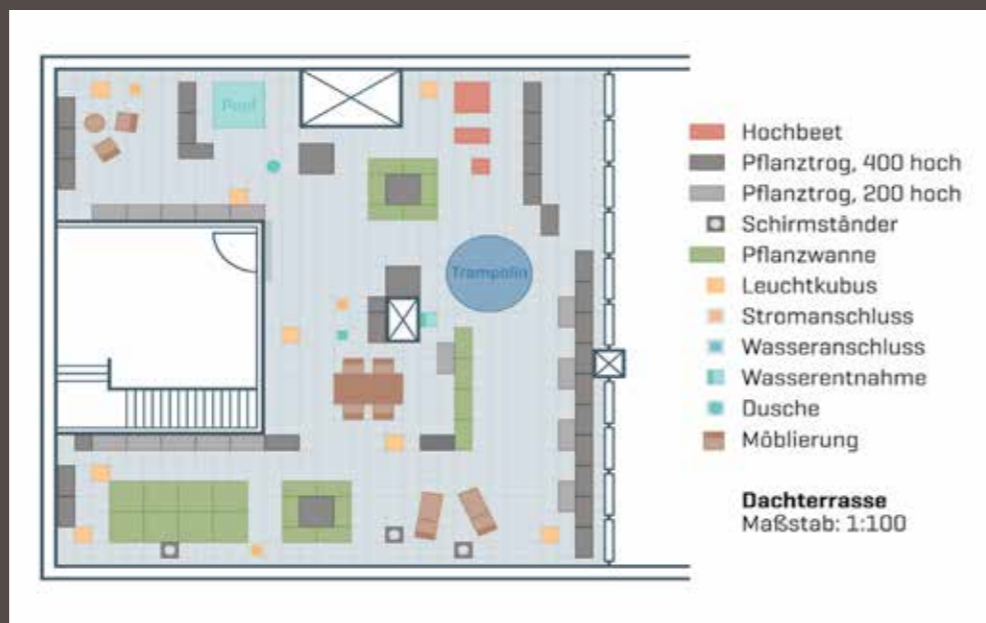 Pool
Trampolin
Hochbeet
Pflanztrog, 400 hoch
Pflanztrog, 200 hoch
Schirmständer
Pflanzwanne
Leuchtkubus
Stromanschluss
Wasseranschluss
Wasserentnahme
Dusche
Möblierung
Dachterrasse
Maßstab: 1:100